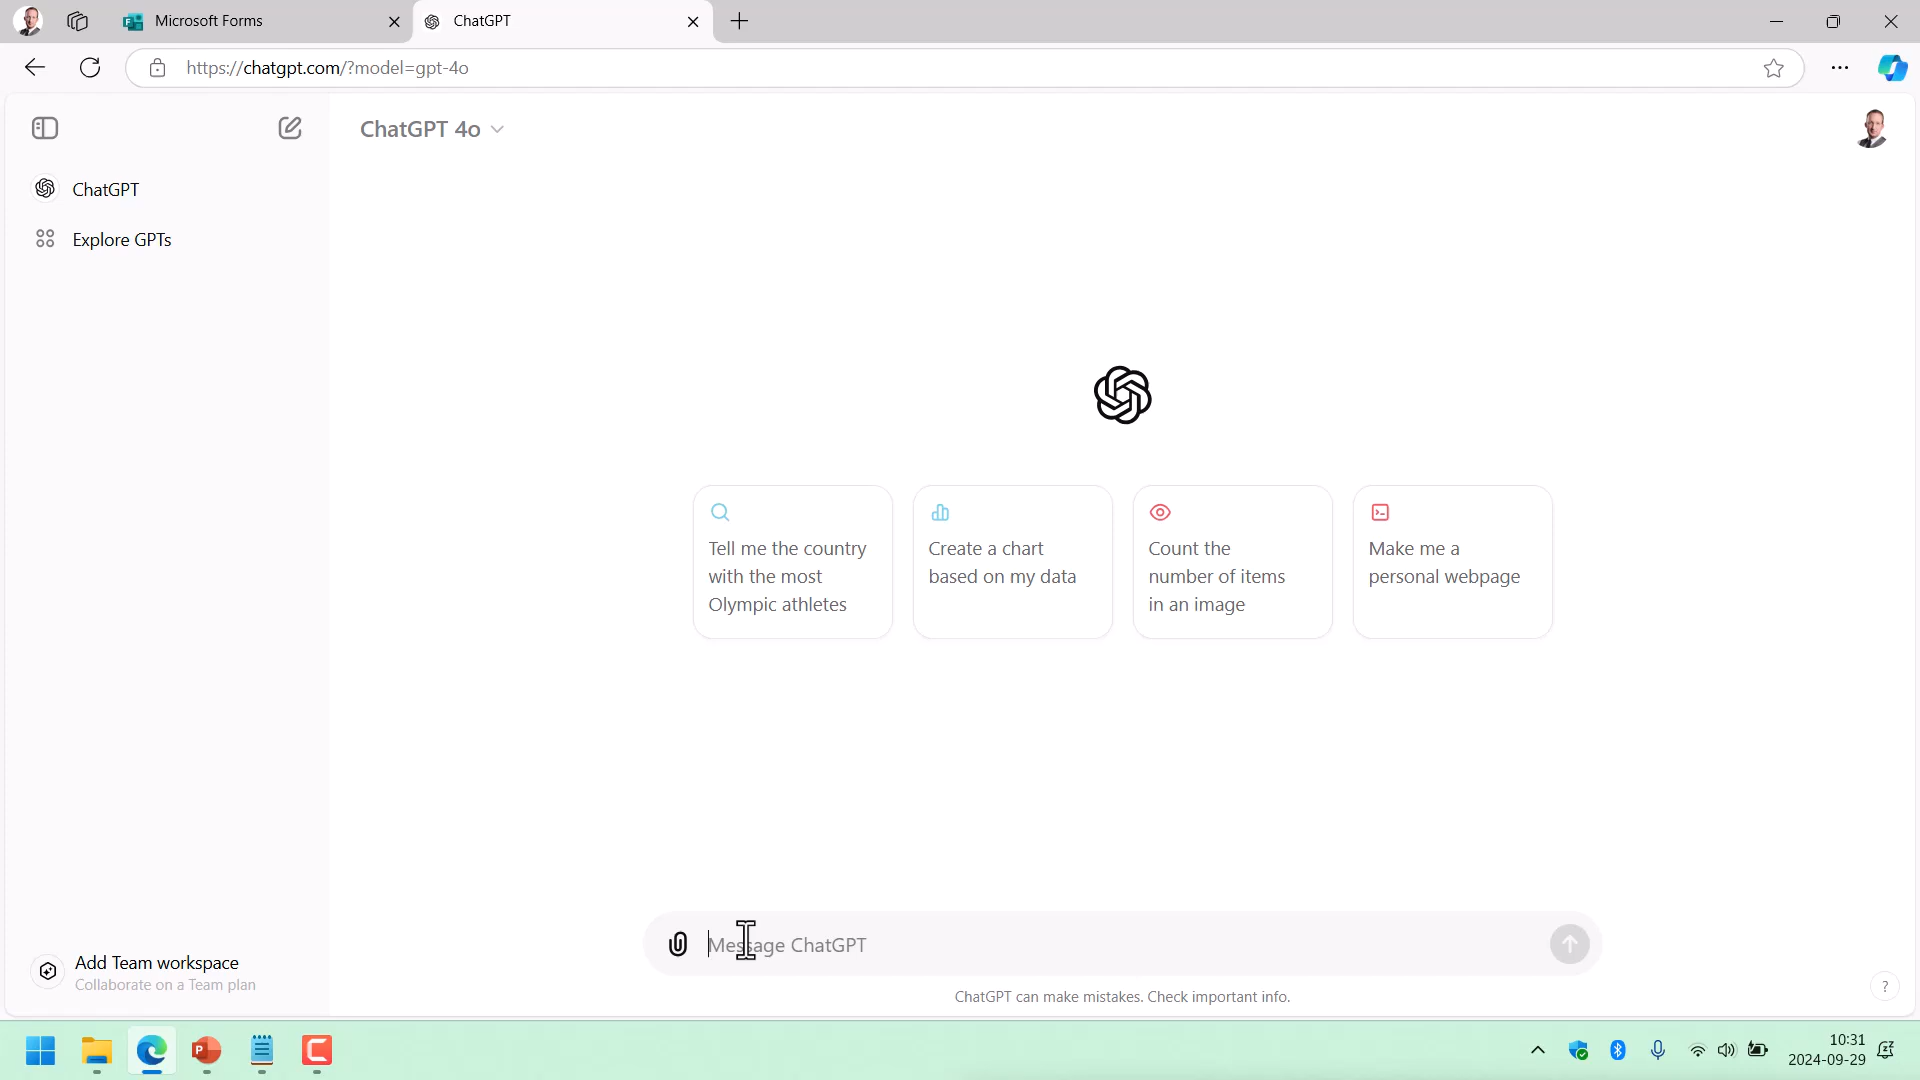 Microsoft Forms
ChatGPT
https://chatgpt.com/?model=gpt-4o
ChatGPT 4o
ChatGPT
Explore GPTs
Tell me the country
with the most
Olympic athletes
Create a chart
based on my data
Count the
number of items
in an image
Make me a
personal webpage
Message ChatGPT
Add Team workspace
Collaborate on a Team plan
ChatGPT can make mistakes. Check important info.
?
10:31
2024-09-29